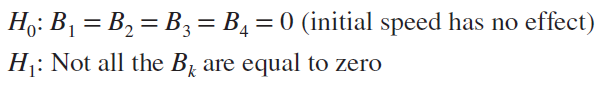 H₀: B₁ = B₂ = B₃ = B₄ = 0 (initial speed has no effect)
H₁: Not all the Bₖ are equal to zero